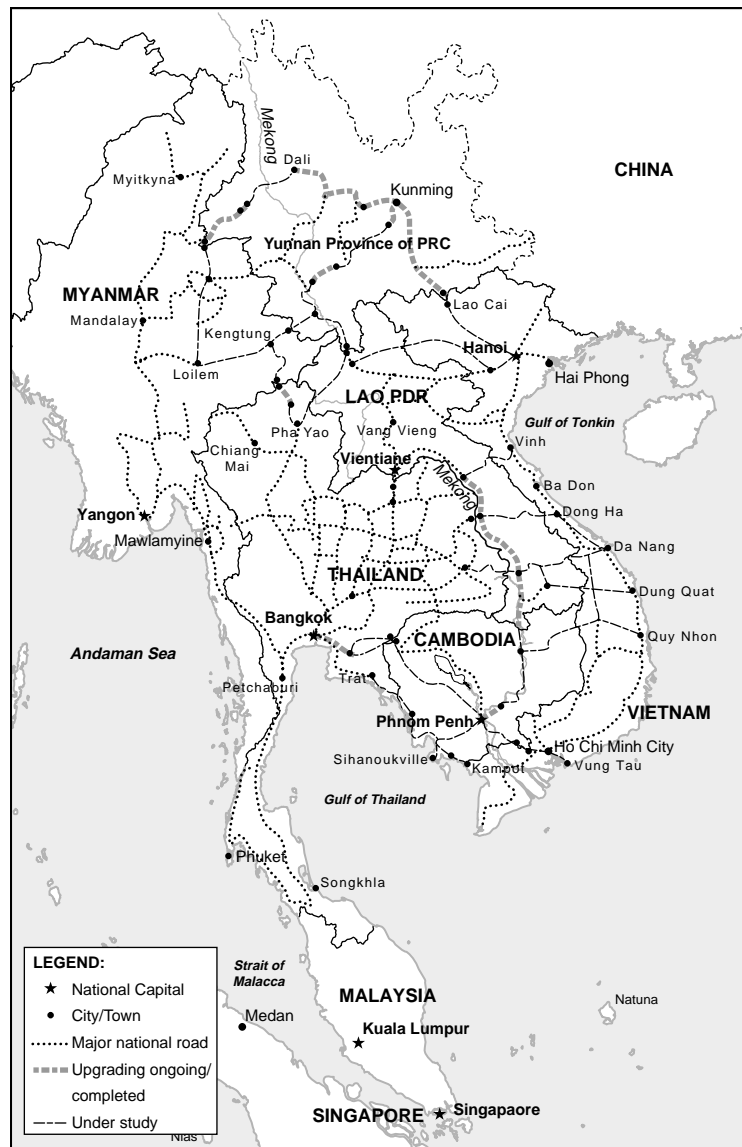 Mekong
Dali
CHINA
Myitkyna
Kunming
Yunnan Province of PRC
MYANMAR
Lao Cai
Mandalay
Kengtung
Hanoi
Loilem
Hai Phong
LAO PDR
Gulf of Tonkin
Pha Yao
Vang Vieng
Chiang
Mai
Vinh
Vientiane
Mekong
Ba Don
Yangon
Dong Ha
Mawlamyine
Da Nang
THAILAND
Dung Quat
Bangkok
CAMBODIA
Quy Nhon
Andaman Sea
Trat
Petchaburi
VIETNAM
Phnom Penh
Ho Chi Minh City
Sihanoukville
Kampot
Vung Tau
Gulf of Thailand
Phuket
Songkhla
LEGEND:
National Capital
City/Town
Major national road
Upgrading ongoing/
completed
Under study
Strait of
Malacca
MALAYSIA
Natuna
Medan
Kuala Lumpur
SINGAPORE
Singapaore
Nias